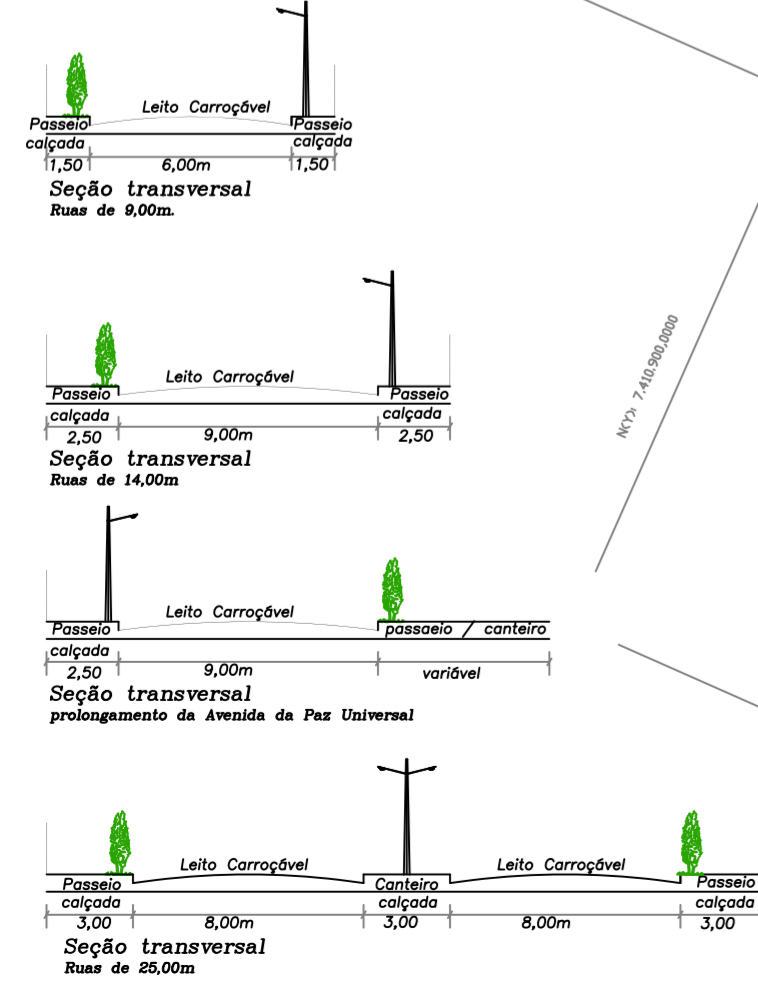 Leito Carroçável
Passeio Passeio
calçada calçada
1,50 6,00m 1,50
Seção transversal
Ruas de 9,00m.
Leito Carroçável
Passeio Passeio
calçada calçada
2,50 9,00m 2,50
Seção transversal
Ruas de 14,00m
N(Y): 7.410.900,0000
Leito Carroçável
Passeio passaeio / canteiro
calçada
2,50 9,00m variável
Seção transversal
prolongamento da Avenida da Paz Universal
Leito Carroçável Leito Carroçável
Passeio Canteiro Passeio
calçada calçada calçada
3,00 8,00m 3,00 8,00m 3,00
Seção transversal
Ruas de 25,00m